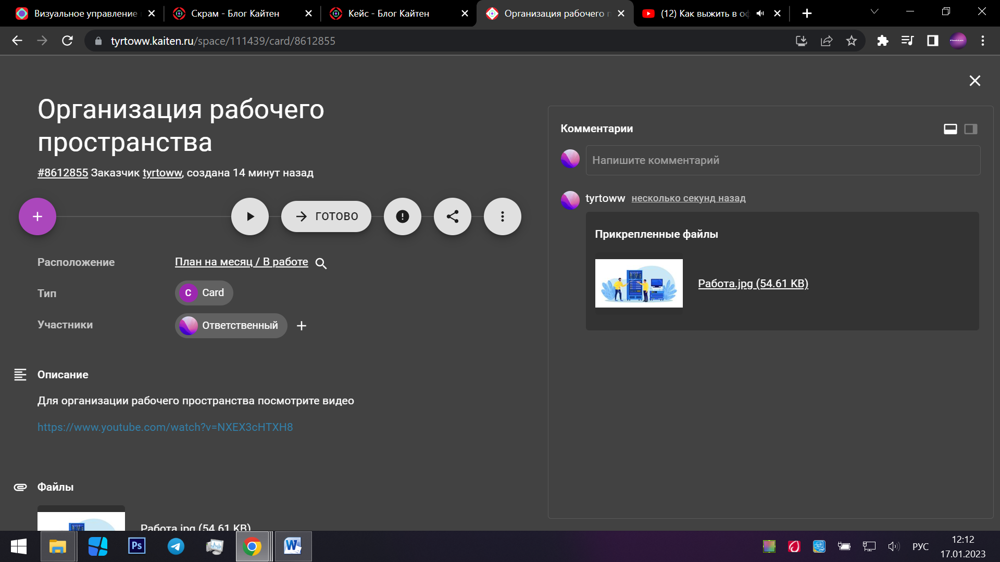 Визуальное управление
Скрам - Блог Кайтен
Кейс - Блог Кайтен
Организация рабочего п
(12) Как выжить в оф
tyrtoww.kaiten.ru/space/111439/card/8612855
Организация рабочего
пространства
#8612855 Заказчик tyrtoww, создана 14 минут назад
ГОТОВО
Расположение
План на месяц / В работе
Тип
C Card
Участники
Ответственный
Описание
Для организации рабочего пространства посмотрите видео
https://www.youtube.com/watch?v=NXEX3cHTXH8
Файлы
Работа.jpg (54.61 KB)
Комментарии
Напишите комментарий
tyrtoww несколько секунд назад
Прикрепленные файлы
Работа.jpg (54.61 KB)
Ps
W
РУС
12:12
17.01.2023